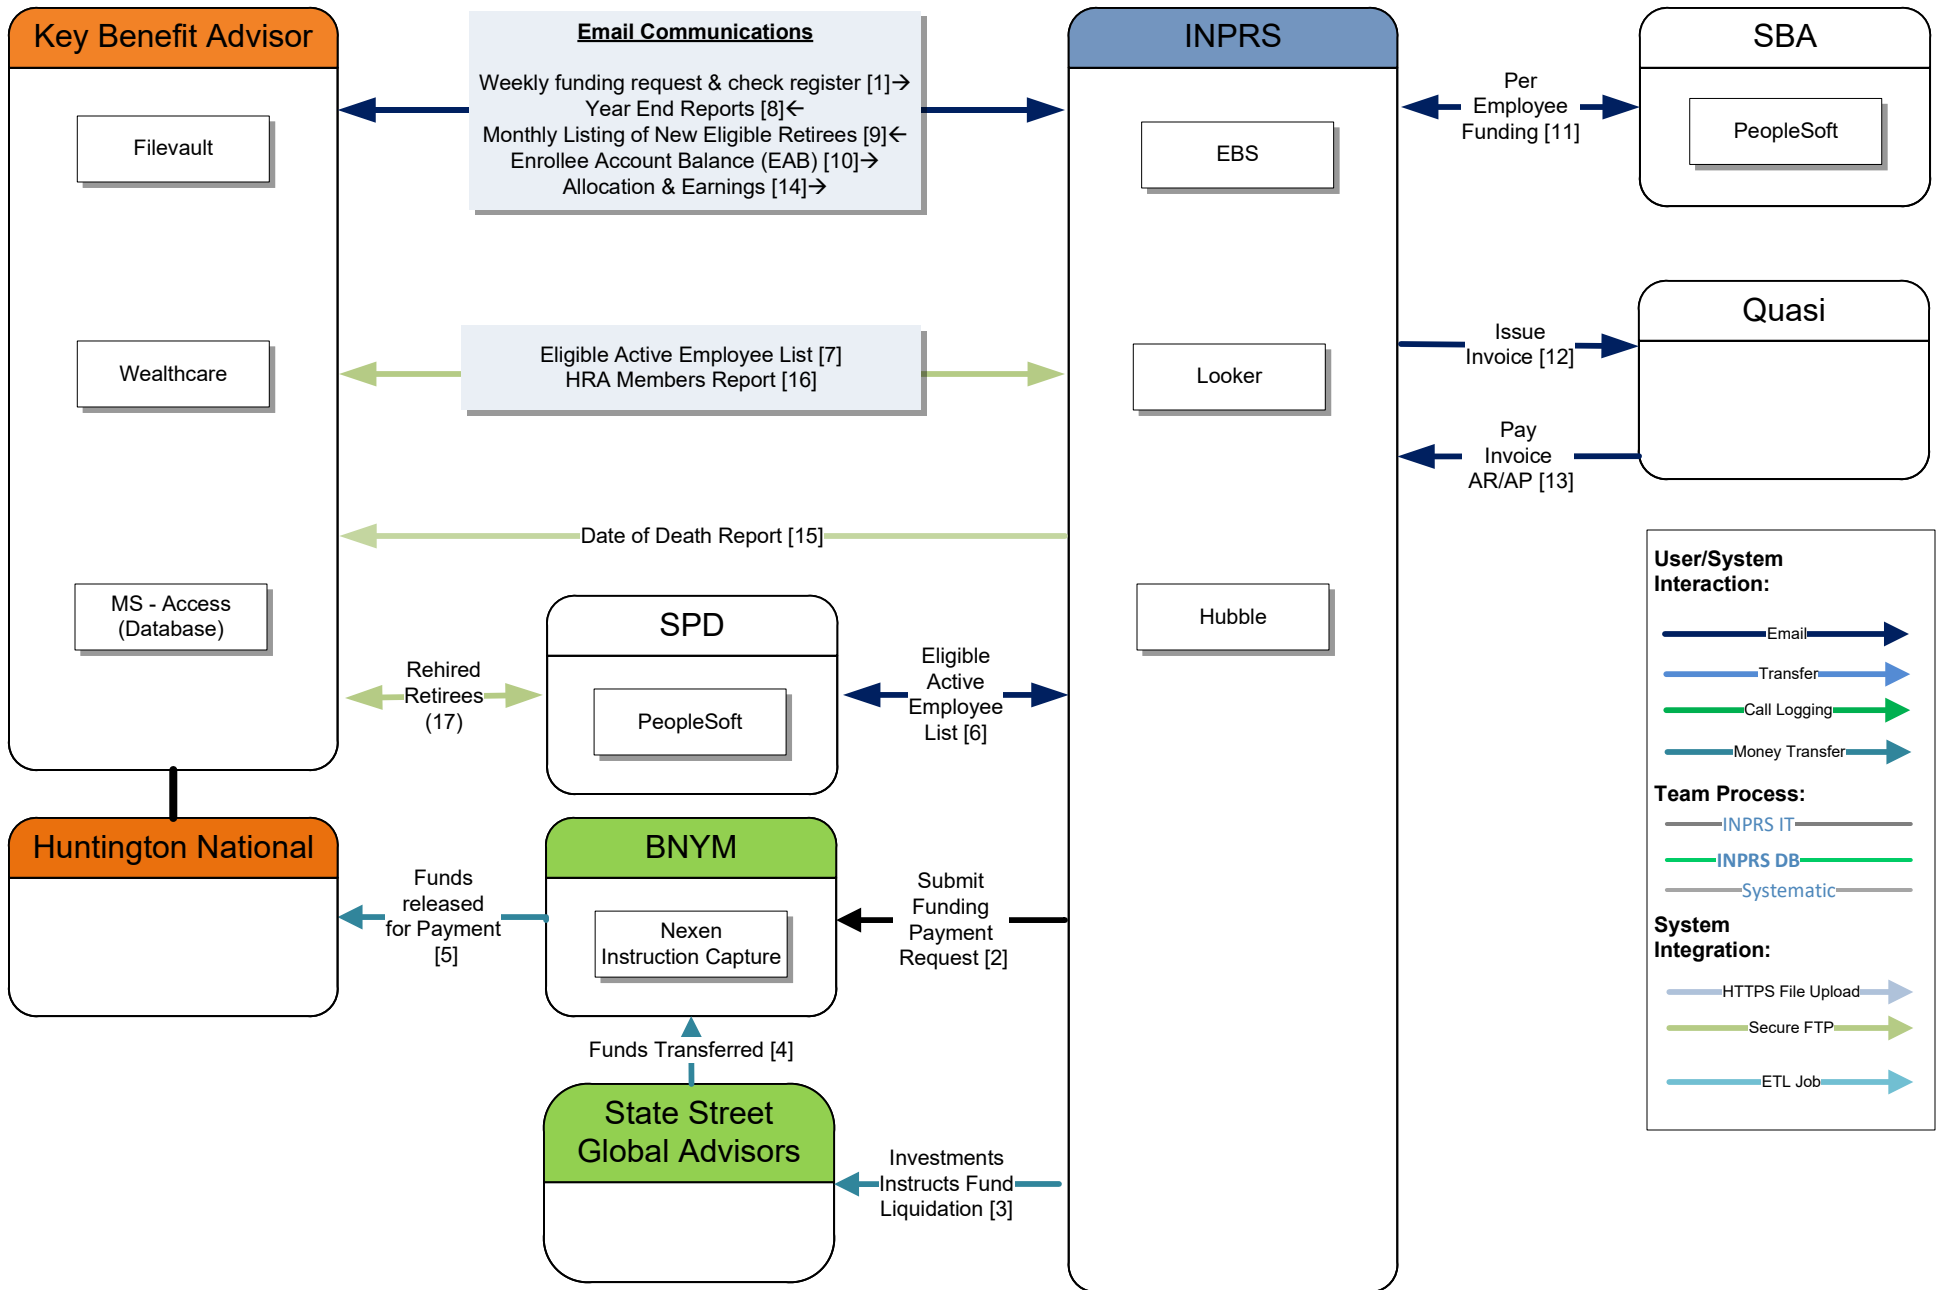 Key Benefit Advisor
Filevault
Wealthcare
MS - Access
(Database)
Email Communications
Weekly funding request & check register [1]→
Year End Reports [8]←
Monthly Listing of New Eligible Retirees [9]←
Enrollee Account Balance (EAB) [10]→
Allocation & Earnings [14]→
Eligible Active Employee List [7]
HRA Members Report [16]
Date of Death Report [15]
INPRS
EBS
Looker
Hubble
Per
Employee
Funding [11]
SBA
PeopleSoft
Issue
Invoice [12]
Pay
Invoice
AR/AP [13]
Quasi
Rehired
Retirees
(17)
SPD
PeopleSoft
Eligible
Active
Employee
List [6]
Huntington National
Funds
released
for Payment
[5]
BNYM
Nexen
Instruction Capture
Submit
Funding
Payment
Request [2]
Funds Transferred [4]
State Street
Global Advisors
Investments
Instructs Fund
Liquidation [3]
User/System
Interaction:
Email
Transfer
Call Logging
Money Transfer
Team Process:
INPRS IT
INPRS DB
Systematic
System
Integration:
HTTPS File Upload
Secure FTP
ETL Job